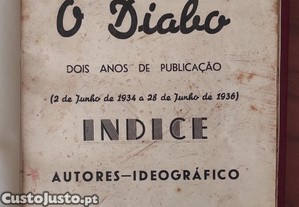 O Diabo
DOIS ANOS DE PUBLICAÇÃO
(2 de Junho de 1934 a 28 de Junho de 1936)
INDICE
AUTORES—IDEOGRÁFICO
CustoJusto.pt